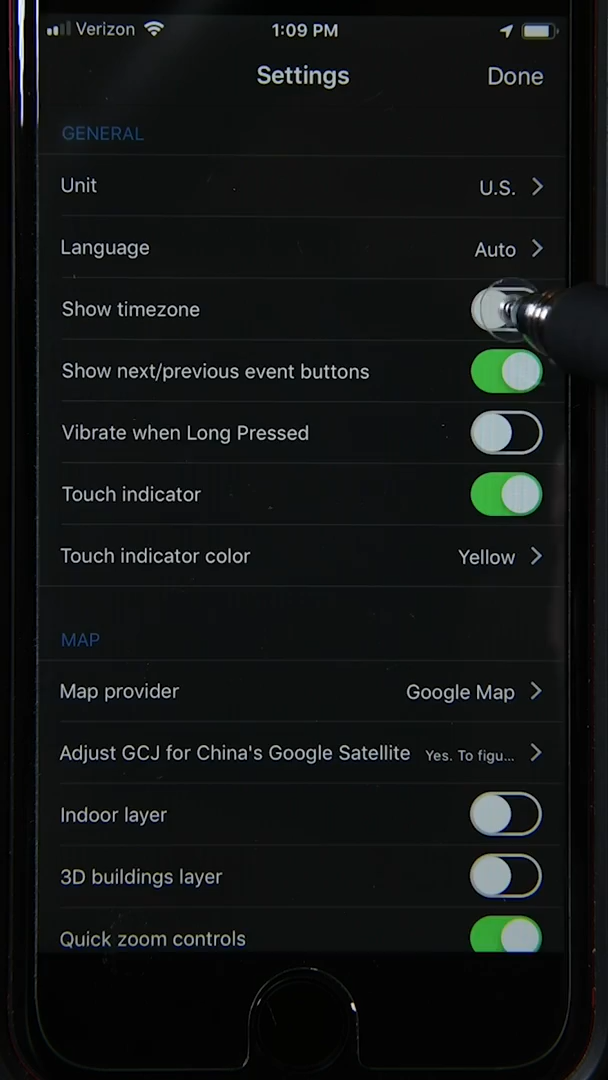 Verizon 1:09 PM
Settings Done
GENERAL
Unit U.S.
Language Auto
Show timezone
Show next/previous event buttons
Vibrate when Long Pressed
Touch indicator
Touch indicator color Yellow
MAP
Map provider Google Map
Adjust GCJ for China's Google Satellite Yes. To figu...
Indoor layer
3D buildings layer
Quick zoom controls